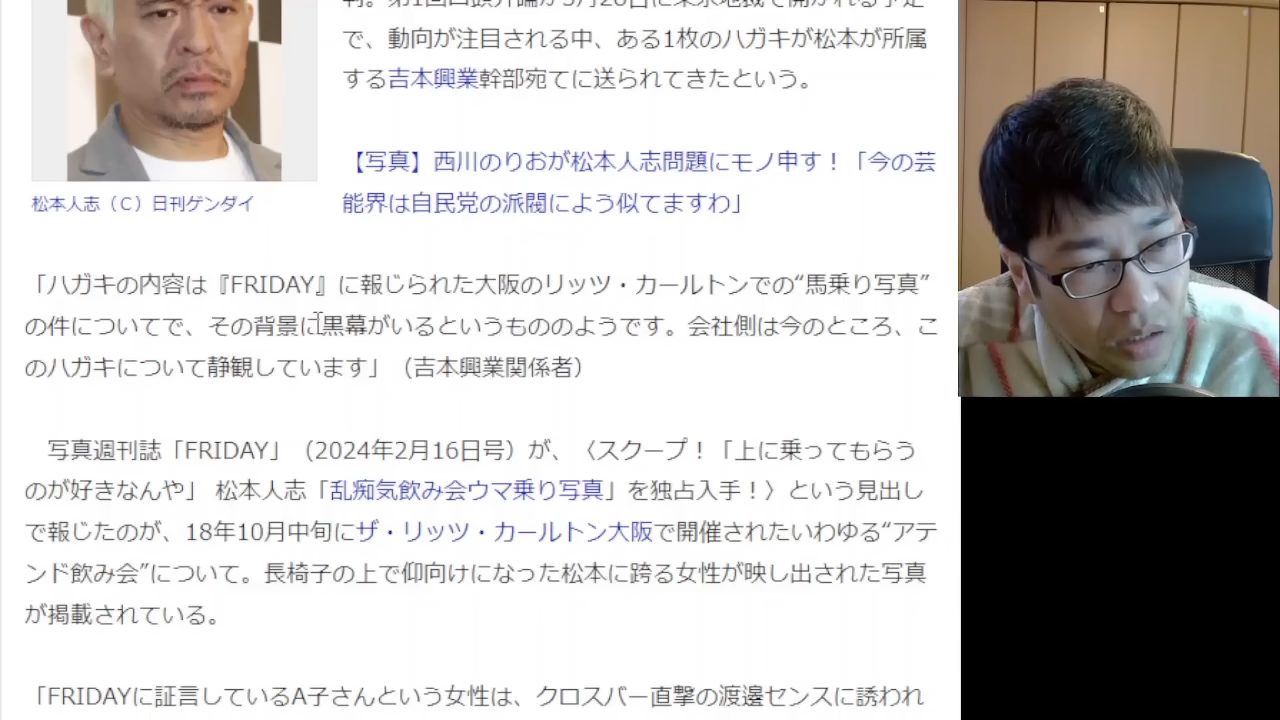 で、動向が注目される中、ある1枚のハガキが松本が所属
する吉本興業幹部宛てに送られてきたという。
【写真】西川のりおが松本人志問題にモノ申す！「今の芸
能界は自民党の派閥によう似てますわ」
松本人志（C）日刊ゲンダイ
「ハガキの内容は『FRIDAY』に報じられた大阪のリッツ・カールトンでの“馬乗り写真”
の件についてで、その背景に黒幕がいるというもののようです。会社側は今のところ、こ
のハガキについて静観しています」（吉本興業関係者）
写真週刊誌「FRIDAY」（2024年2月16日号）が、〈スクープ！「上に乗ってもらう
のが好きなんや」 松本人志「乱痴気飲み会ウマ乗り写真」を独占入手！〉という見出し
で報じたのが、18年10月中旬にザ・リッツ・カールトン大阪で開催されたいわゆる“アテ
ンド飲み会”について。長椅子の上で仰向けになった松本に跨る女性が映し出された写真
が掲載されている。
「FRIDAYに証言しているA子さんという女性は、クロスバー直撃の渡邊センスに誘われ